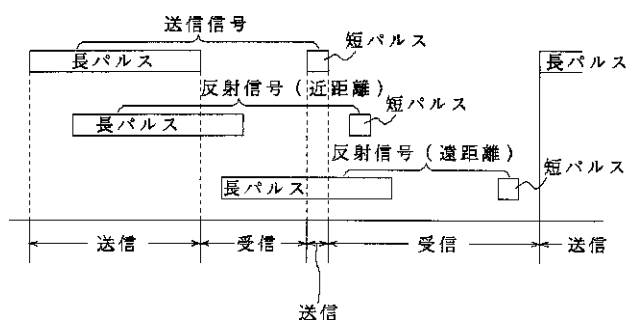 送信信号
短パルス
長パルス
長パルス
反射信号(近距離)
短パルス
長パルス
反射信号(遠距離)
短パルス
長パルス
送信
受信
受信
送信
送信